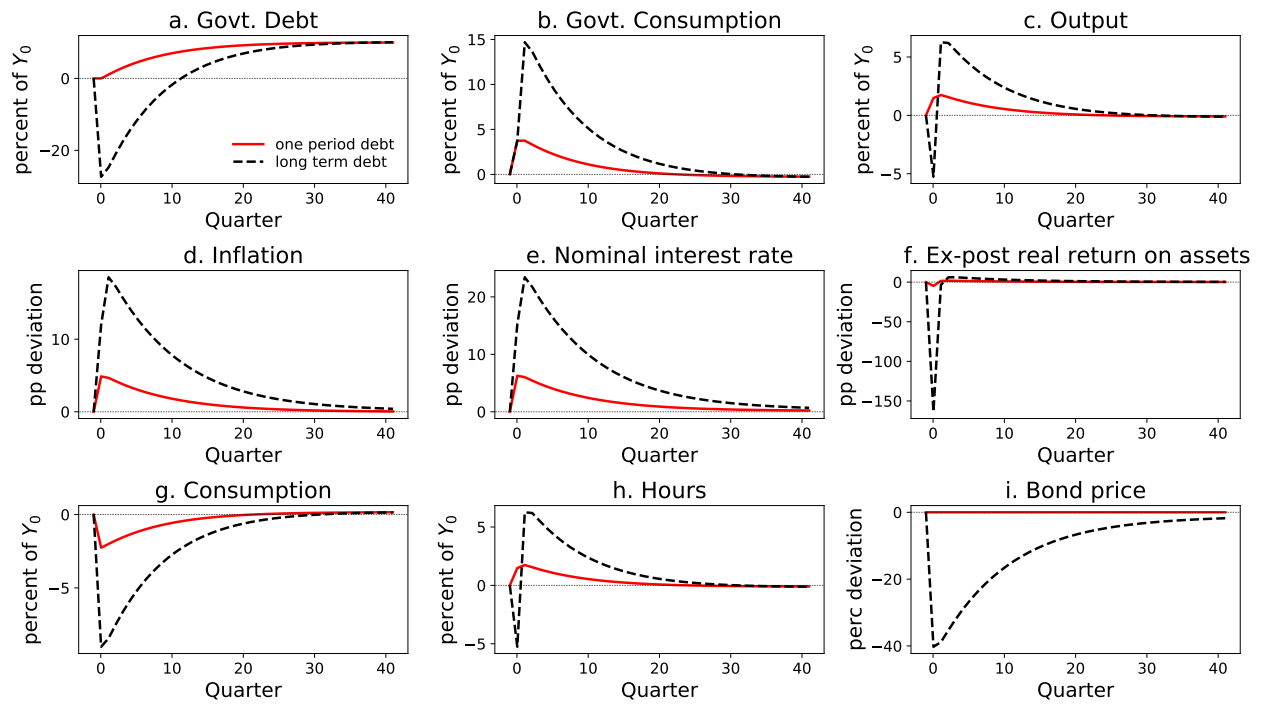 a. Govt. Debt
percent of Y0
0
−20
one period debt
long term debt
0 10 20 30 40
Quarter
b. Govt. Consumption
percent of Y0
15
10
5
0
0 10 20 30 40
Quarter
c. Output
percent of Y0
5
0
−5
0 10 20 30 40
Quarter
d. Inflation
pp deviation
10
0
0 10 20 30 40
Quarter
e. Nominal interest rate
pp deviation
20
10
0
0 10 20 30 40
Quarter
f. Ex-post real return on assets
pp deviation
0
−50
−100
−150
0 10 20 30 40
Quarter
g. Consumption
percent of Y0
0
−5
0 10 20 30 40
Quarter
h. Hours
percent of Y0
5
0
−5
0 10 20 30 40
Quarter
i. Bond price
perc deviation
0
−20
−40
0 10 20 30 40
Quarter